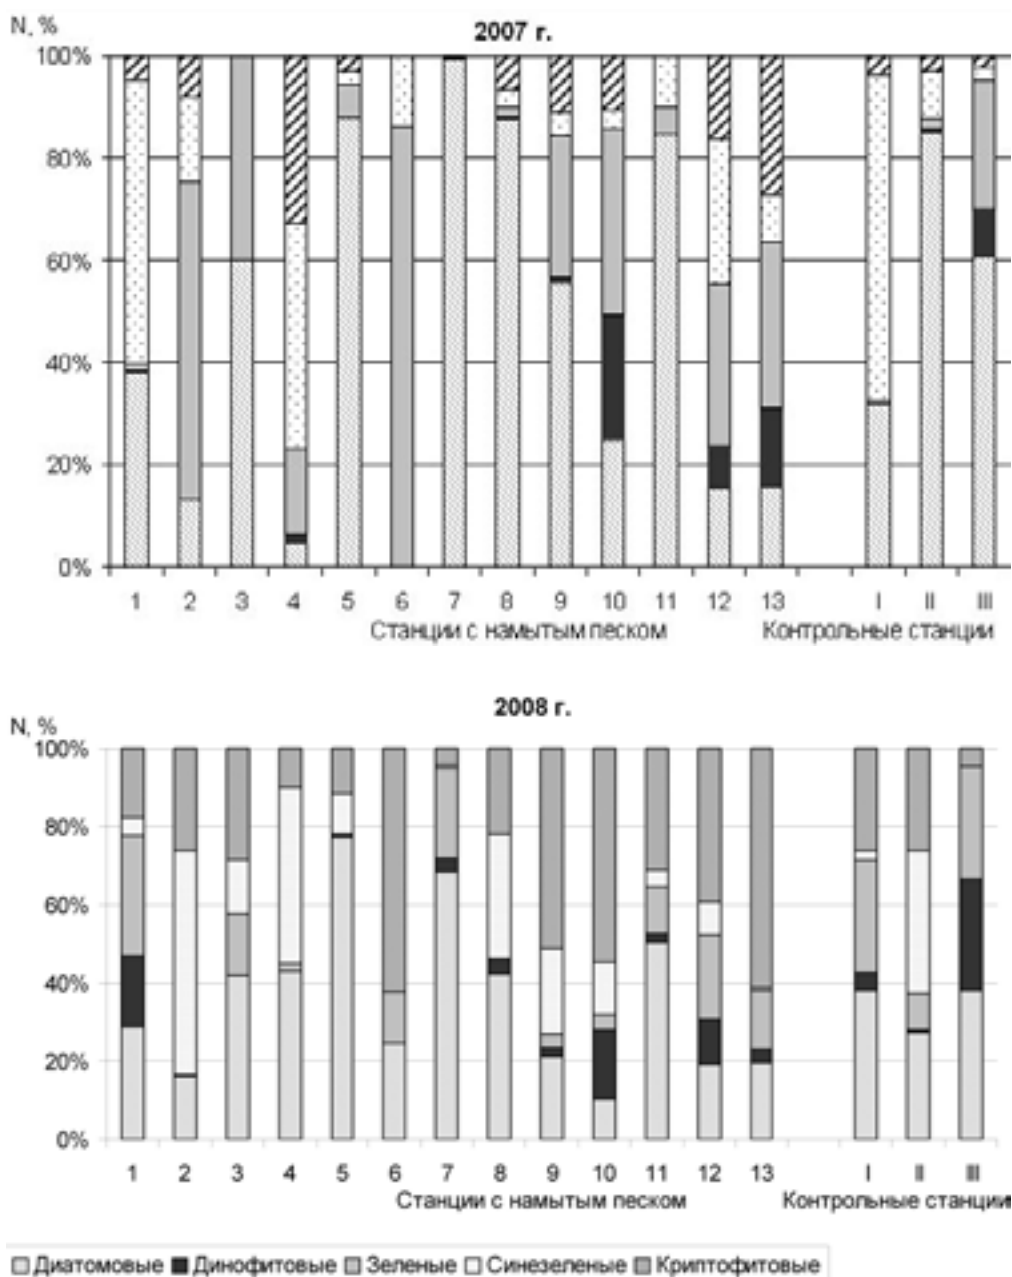 N, %
2007 г.
100%
80%
60%
40%
20%
0%
1 2 3 4 5 6 7 8 9 10 11 12 13 I II III
Станции с намытым песком Контрольные станции
2008 г.
N, %
100%
80%
60%
40%
20%
0%
1 2 3 4 5 6 7 8 9 10 11 12 13 I II III
Станции с намытым песком Контрольные станции
Диатомовые Динофитовые Зеленые Синезеленые Криптофитовые